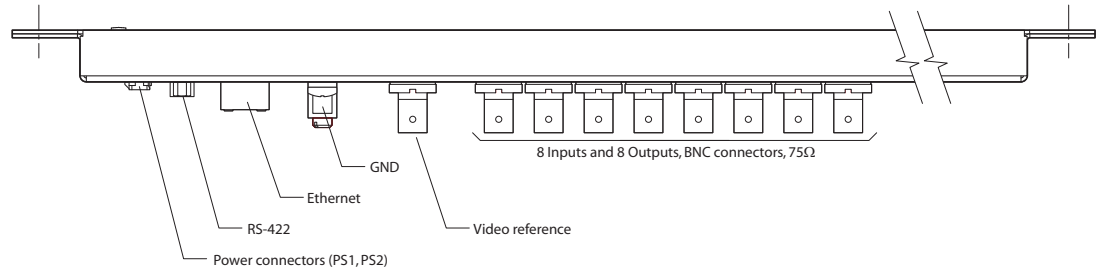 8 Inputs and 8 Outputs, BNC connectors, 75Ω
GND
Ethernet
RS-422
Video reference
Power connectors (PS1, PS2)